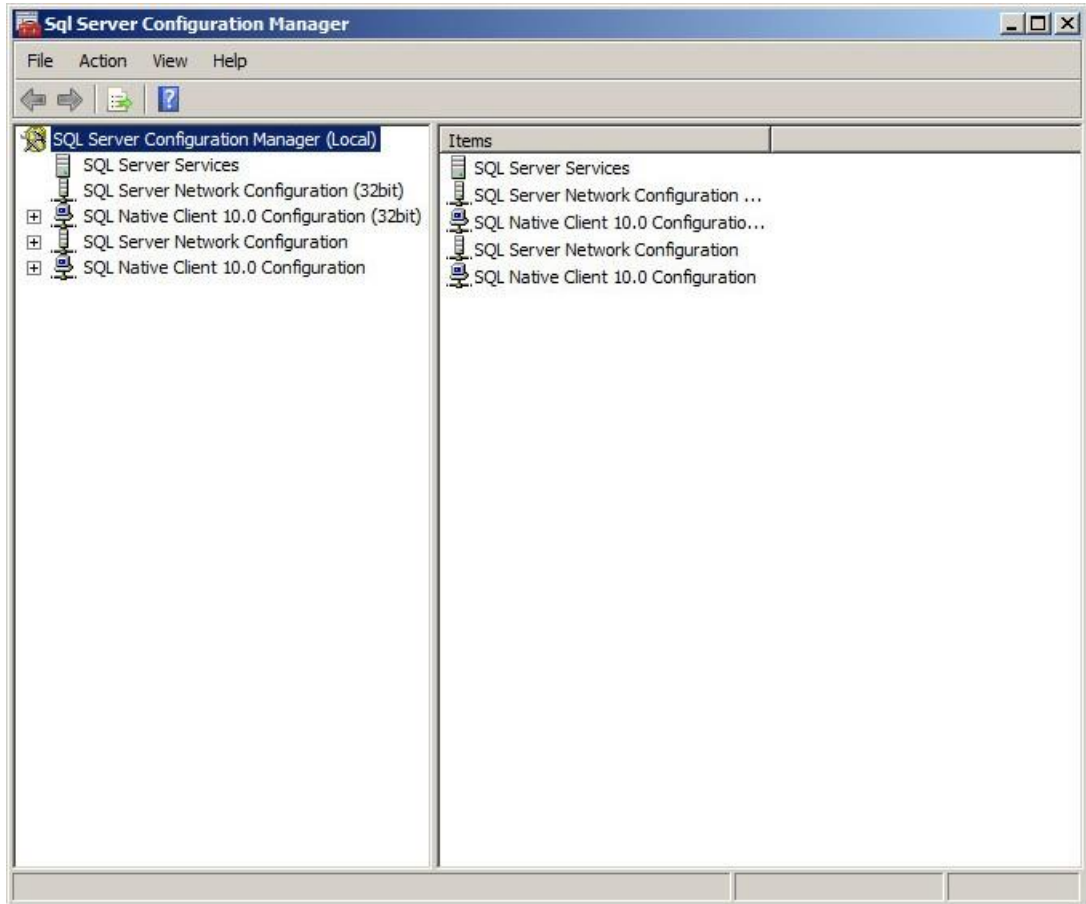 Sql Server Configuration Manager
File Action View Help
SQL Server Configuration Manager (Local)
SQL Server Services
SQL Server Network Configuration (32bit)
SQL Native Client 10.0 Configuration (32bit)
SQL Server Network Configuration
SQL Native Client 10.0 Configuration
Items
SQL Server Services
SQL Server Network Configuration ...
SQL Native Client 10.0 Configuratio...
SQL Server Network Configuration
SQL Native Client 10.0 Configuration